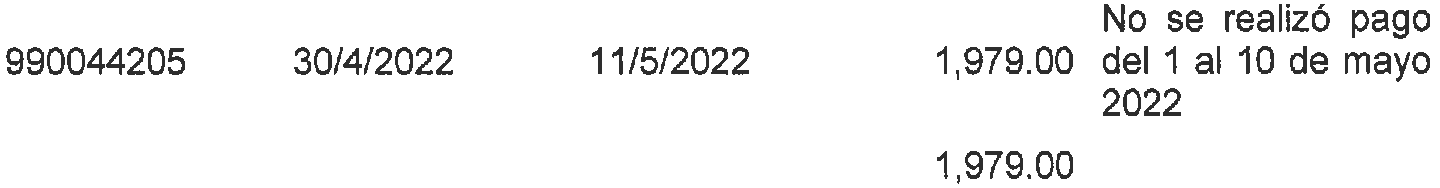 No se realizó pago
990044205 30/4/2022 11/5/2022 1,979.00 del 1 al 10 de mayo
2022
1,979.00